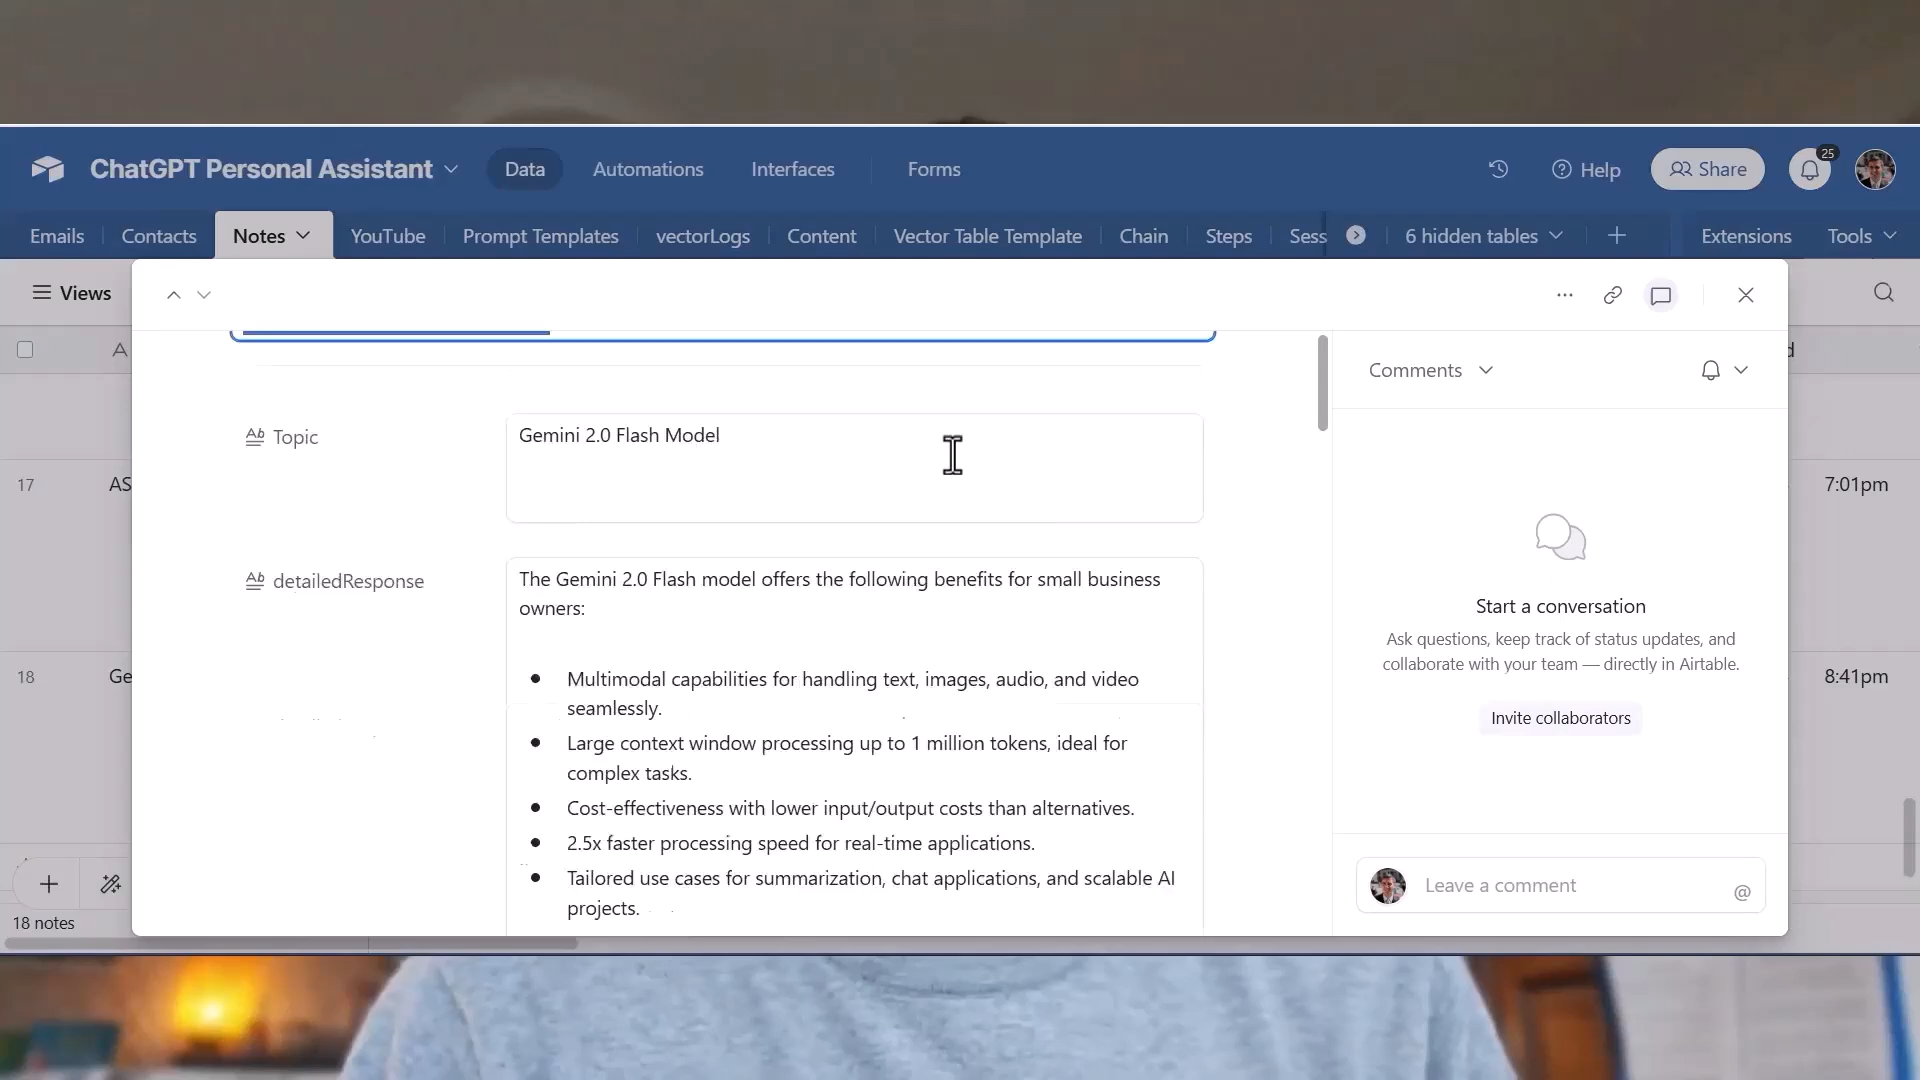 ChatGPT Personal Assistant
Data
Automations
Interfaces
Forms
Help
Share
25
Emails
Contacts
Notes
YouTube
Prompt Templates
vectorLogs
Content
Vector Table Template
Chain
Steps
Sess
6 hidden tables
Extensions
Tools
Views
Comments
Topic
Gemini 2.0 Flash Model
17
AS
7:01pm
detailedResponse
The Gemini 2.0 Flash model offers the following benefits for small business
owners:
Multimodal capabilities for handling text, images, audio, and video
seamlessly.
Large context window processing up to 1 million tokens, ideal for
complex tasks.
Cost-effectiveness with lower input/output costs than alternatives.
2.5x faster processing speed for real-time applications.
Tailored use cases for summarization, chat applications, and scalable AI
projects.
Start a conversation
Ask questions, keep track of status updates, and
collaborate with your team — directly in Airtable.
Invite collaborators
18
Ge
8:41pm
Leave a comment
@
18 notes